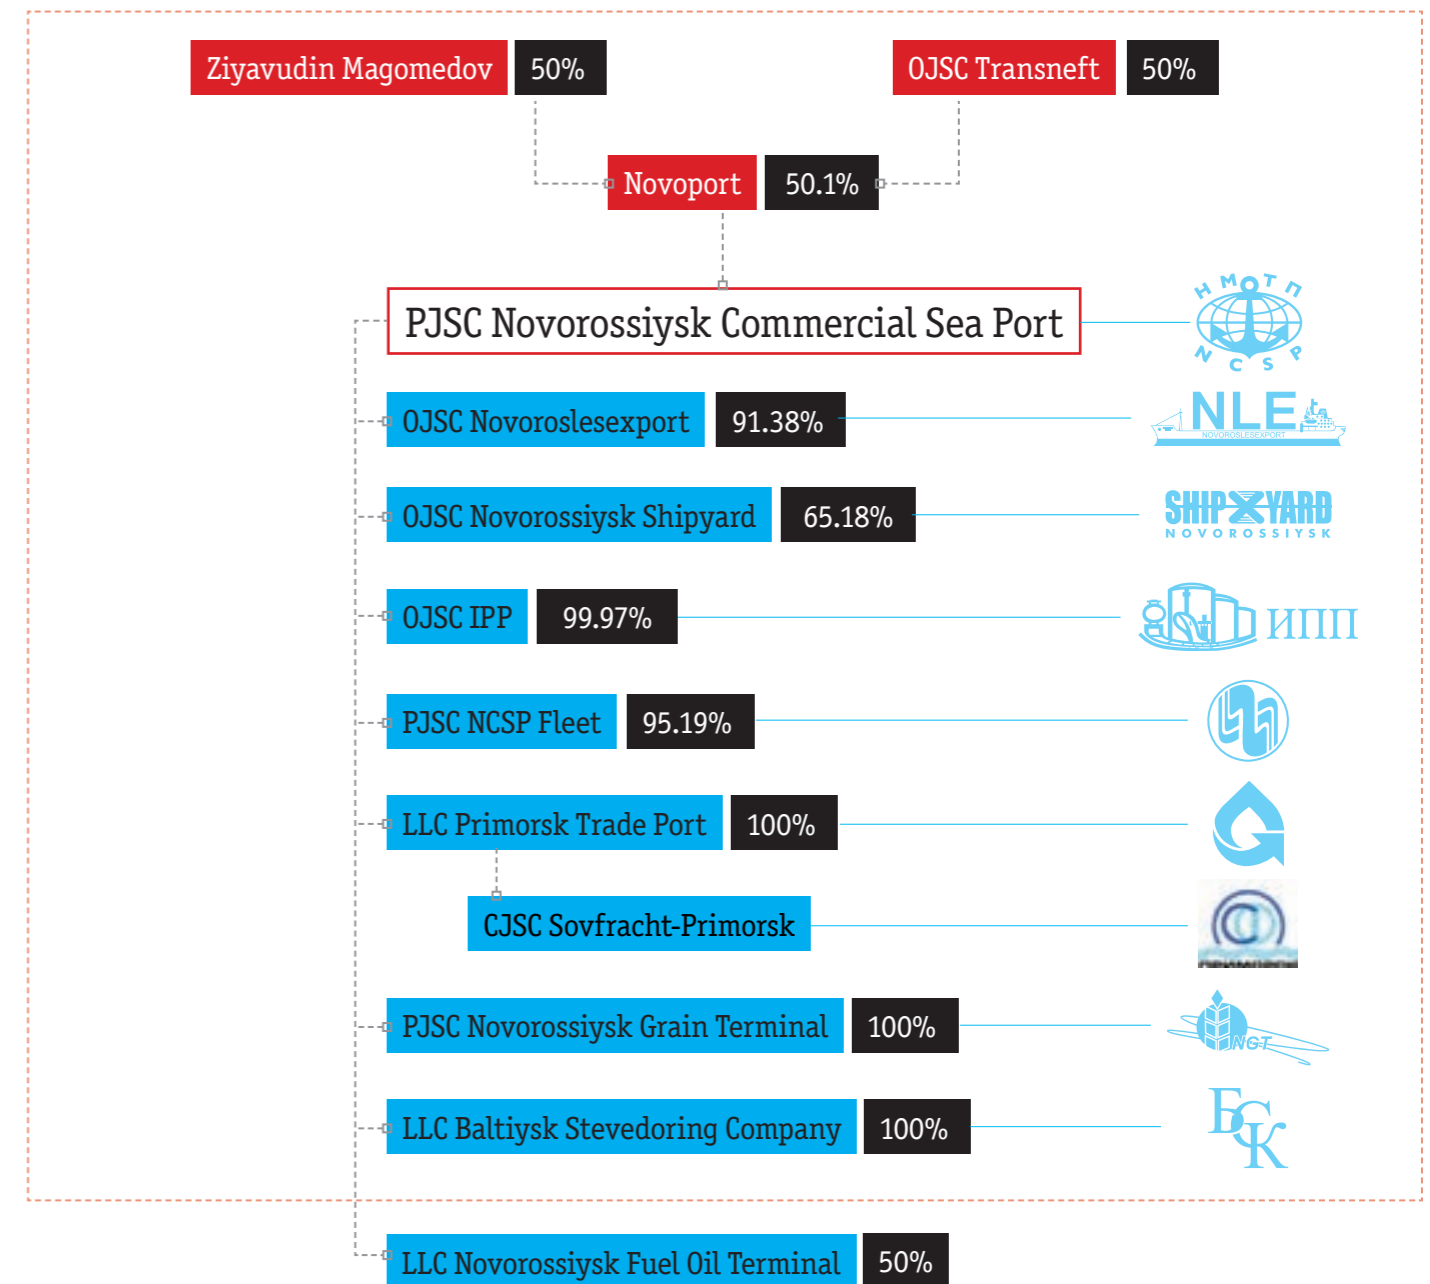 Ziyavudin Magomedov 50%
OJSC Transneft 50%
Novoport 50.1%
PJSC Novorossiysk Commercial Sea Port
НМОТП
NCSP
OJSC Novoroslesexport 91.38%
NLE
NOVOROSLESEXPORT
OJSC Novorossiysk Shipyard 65.18%
SHIPYARD
NOVOROSSIYSK
OJSC IPP 99.97%
ИПП
PJSC NCSP Fleet 95.19%
LLC Primorsk Trade Port 100%
CJSC Sovfracht-Primorsk
PJSC Novorossiysk Grain Terminal 100%
NGT
LLC Baltiysk Stevedoring Company 100%
БСК
LLC Novorossiysk Fuel Oil Terminal 50%